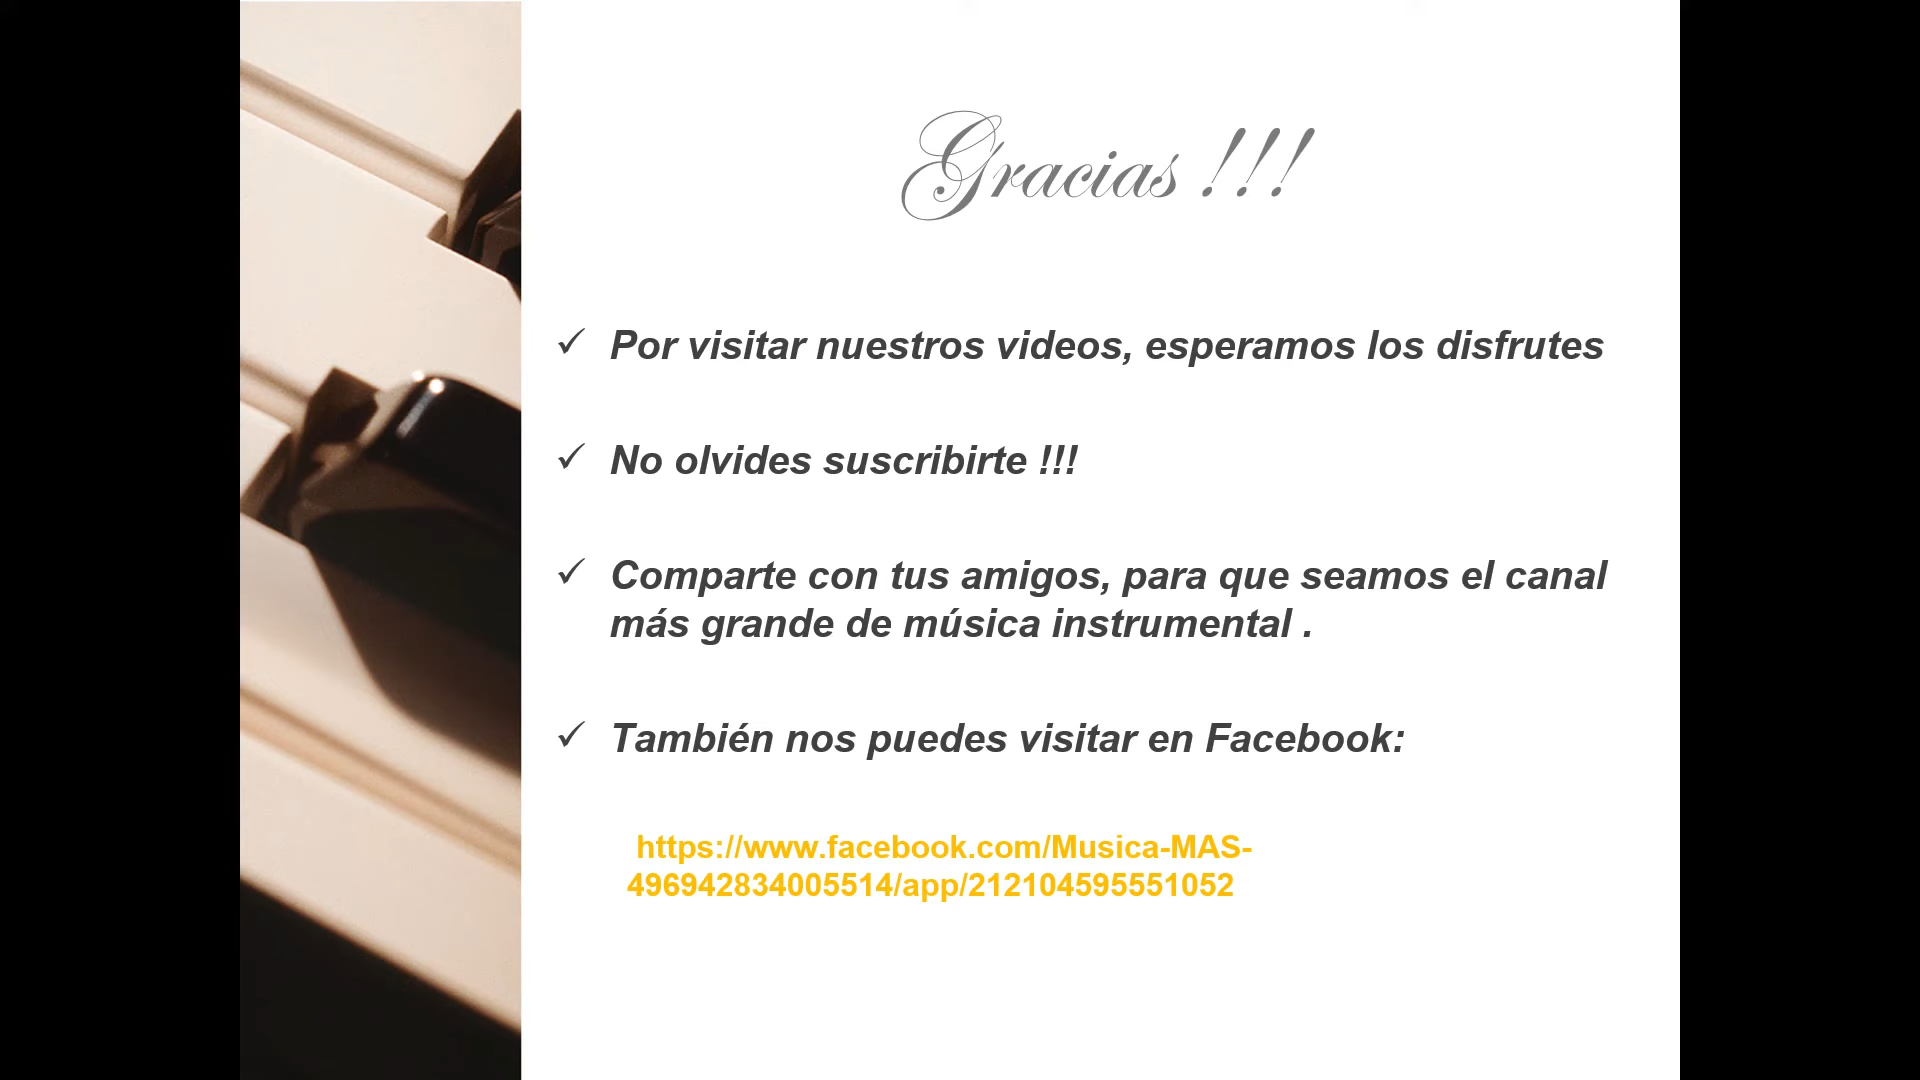 Gracias !!!
✓ Por visitar nuestros videos, esperamos los disfrutes
✓ No olvides suscribirte !!!
✓ Comparte con tus amigos, para que seamos el canal
más grande de música instrumental .
✓ También nos puedes visitar en Facebook:
https://www.facebook.com/Musica-MAS-
496942834005514/app/212104595551052